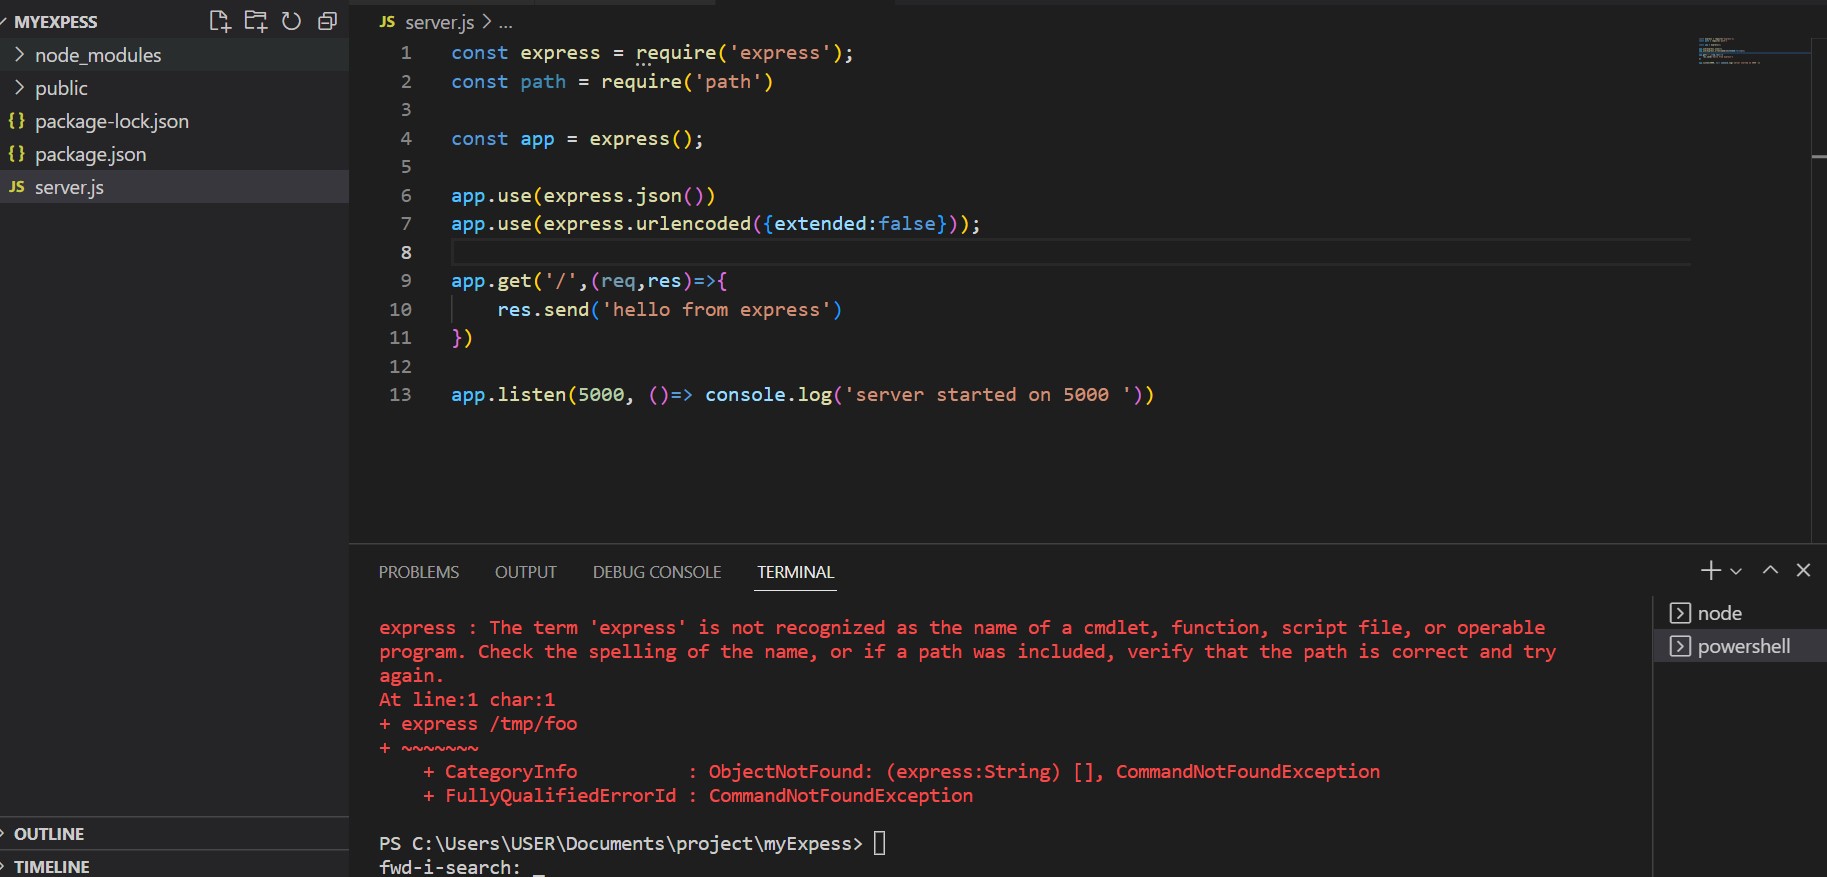 MYEXPESS
node_modules
public
{} package-lock.json
{} package.json
JS server.js
OUTLINE
TIMELINE
JS server.js > ...
1 const express = require('express');
2 const path = require('path')
3
4 const app = express();
5
6 app.use(express.json())
7 app.use(express.urlencoded({extended:false}));
8
9 app.get('/',(req,res)=>{
10 res.send('hello from express')
11 })
12
13 app.listen(5000, ()=> console.log('server started on 5000 '))
PROBLEMS OUTPUT DEBUG CONSOLE TERMINAL
express : The term 'express' is not recognized as the name of a cmdlet, function, script file, or operable
program. Check the spelling of the name, or if a path was included, verify that the path is correct and try
again.
At line:1 char:1
+ express /tmp/foo
+ ~~~~~~~
+ CategoryInfo : ObjectNotFound: (express:String) [], CommandNotFoundException
+ FullyQualifiedErrorId : CommandNotFoundException
PS C:\Users\USER\Documents\project\myExpess>
fwd-i-search: _
node
powershell